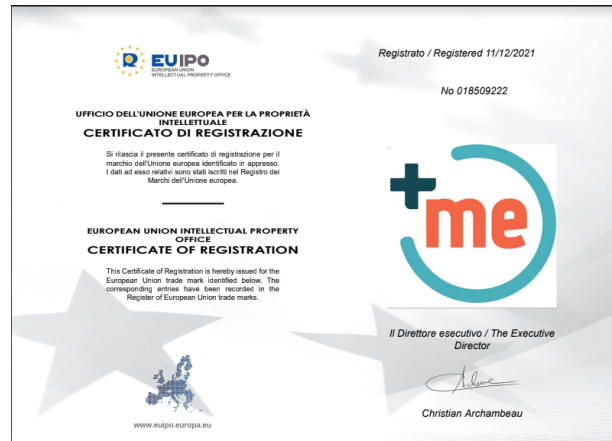 EUIPO
EUROPEAN UNION
INTELLECTUAL PROPERTY OFFICE
UFFICIO DELL'UNIONE EUROPEA PER LA PROPRIETÀ
INTELLETTUALE
CERTIFICATO DI REGISTRAZIONE
Si rilascia il presente certificato di registrazione per il
marchio dell'Unione europea identificato in appresso.
I dati ad esso relativi sono stati iscritti nel Registro dei
Marchi dell'Unione europea.
EUROPEAN UNION INTELLECTUAL PROPERTY
OFFICE
CERTIFICATE OF REGISTRATION
This Certificate of Registration is hereby issued for the
European Union trade mark identified below. The
corresponding entries have been recorded in the
Register of European Union trade marks.
www.euipo.europa.eu
Registrato / Registered 11/12/2021
No 018509222
+me
Il Direttore esecutivo / The Executive
Director
Christian Archambeau